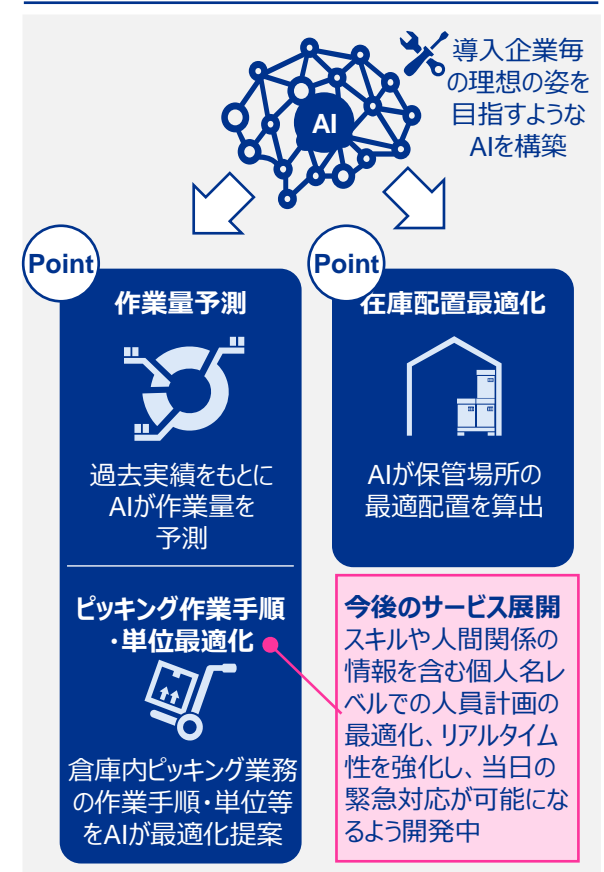 AI
導入企業毎
の理想の姿を
目指すような
AIを構築
Point
作業量予測
過去実績をもとに
AIが作業量を
予測
ピッキング作業手順
・単位最適化
倉庫内ピッキング業務
の作業手順・単位等
をAIが最適化提案
Point
在庫配置最適化
AIが保管場所の
最適配置を算出
今後のサービス展開
スキルや人間関係の
情報を含む個人名レ
ベルでの人員計画の
最適化、リアルタイム
性を強化し、当日の
緊急対応が可能にな
るよう開発中